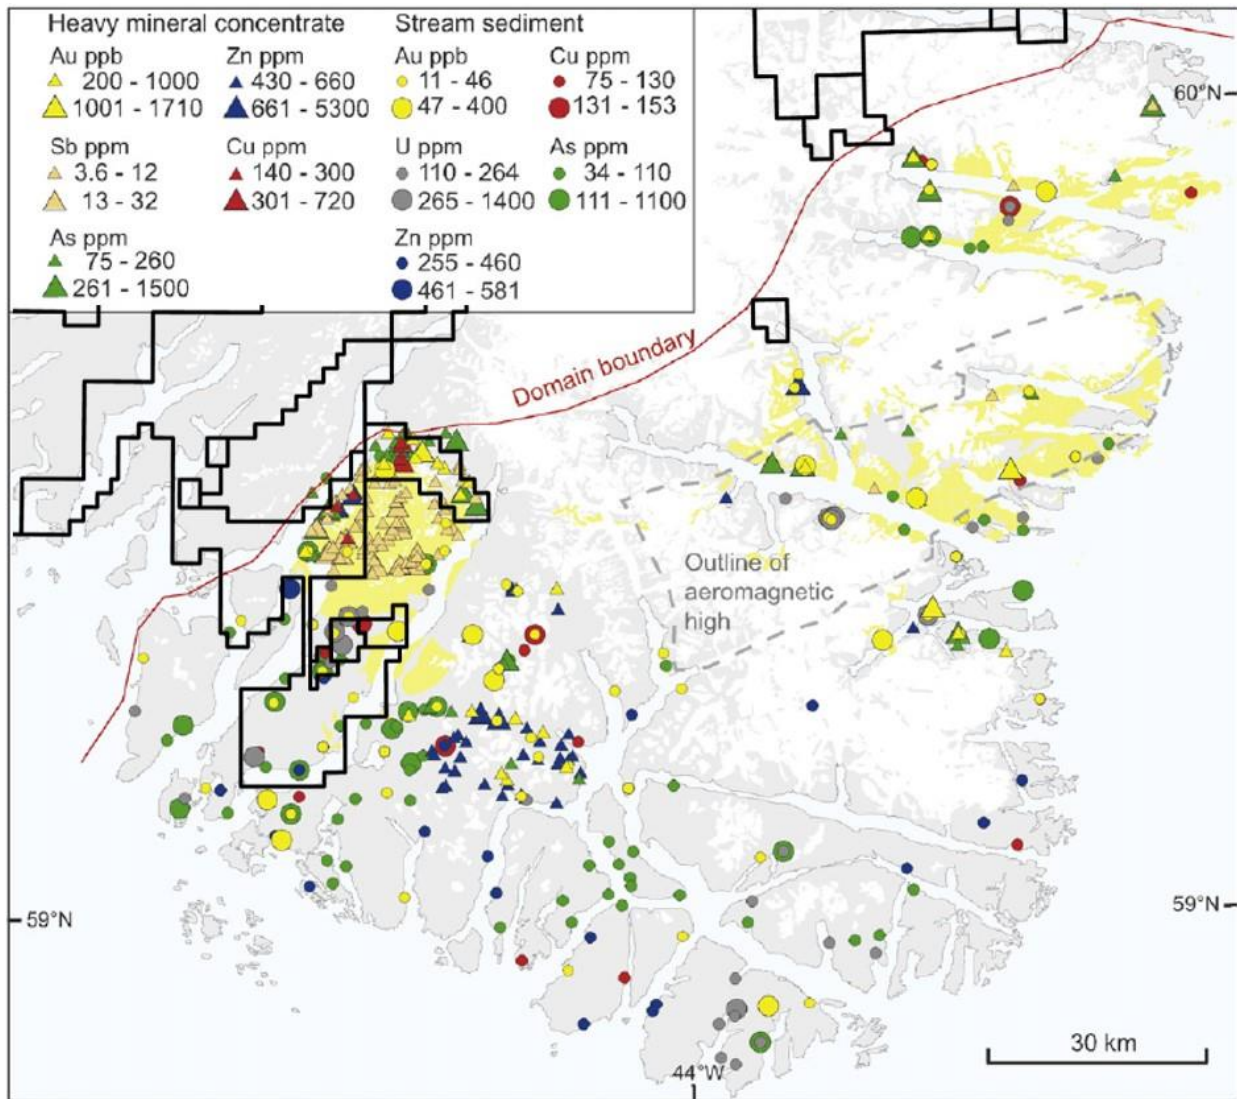 Heavy mineral concentrate
Au ppb
200 - 1000
1001 - 1710
Sb ppm
3.6 - 12
13 - 32
As ppm
75 - 260
261 - 1500
Zn ppm
430 - 660
661 - 5300
Cu ppm
140 - 300
301 - 720
Stream sediment
Au ppb
11 - 46
47 - 400
U ppm
110 - 264
265 - 1400
Zn ppm
255 - 460
461 - 581
Cu ppm
75 - 130
131 - 153
As ppm
34 - 110
111 - 1100
60°N
Domain boundary
Outline of
aeromagnetic
high
59°N
59°N
30 km
44°W